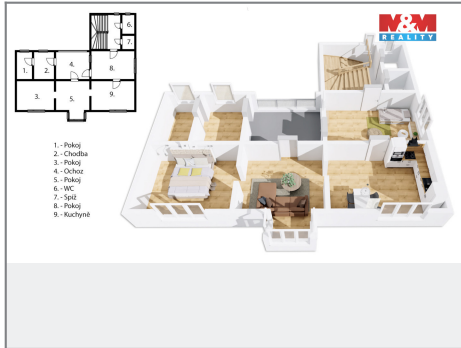 M&M
REALITY
6.
7.
1.
2.
4.
8.
3.
5.
9.
1. - Pokoj
2. - Chodba
3. - Pokoj
4. - Ochoz
5. - Pokoj
6. - WC
7. - Spíž
8. - Pokoj
9. - Kuchyně